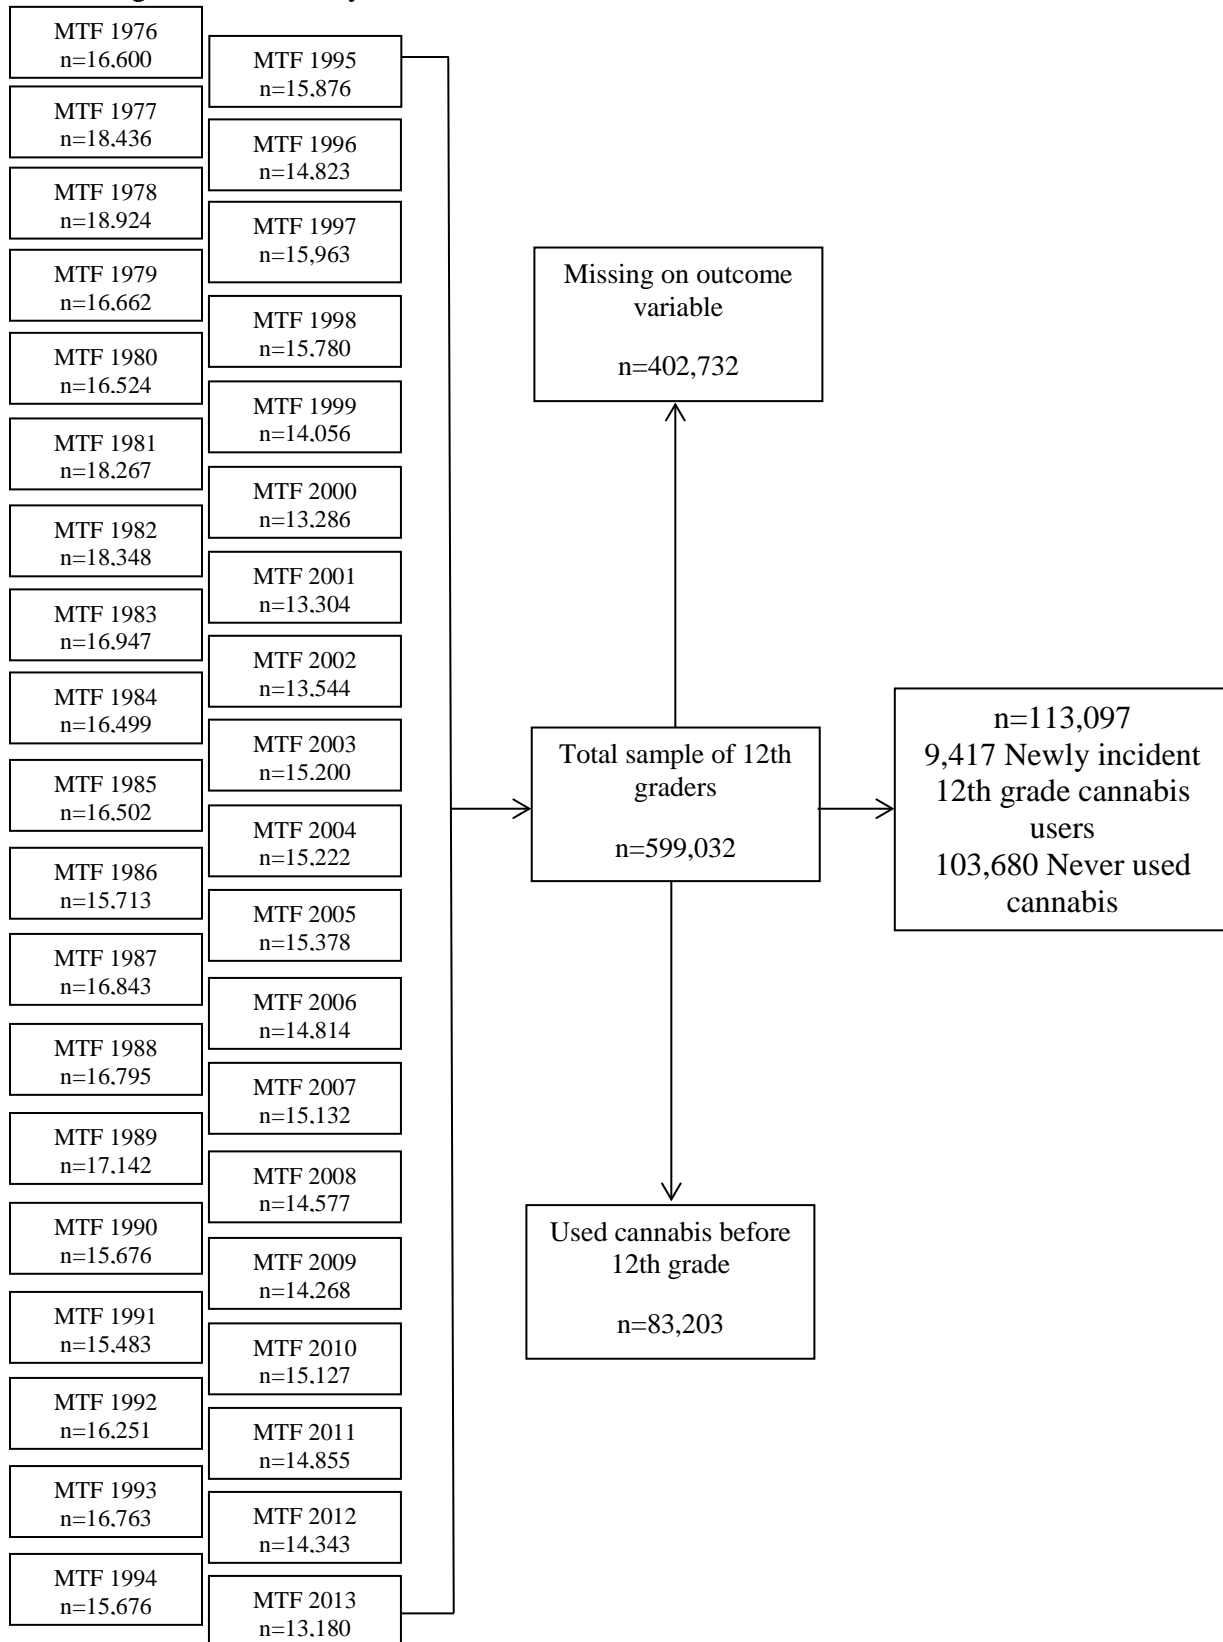 MTF 1976
n=16,600
MTF 1977
n=18,436
MTF 1978
n=18,924
MTF 1979
n=16,662
MTF 1980
n=16,524
MTF 1981
n=18,267
MTF 1982
n=18,348
MTF 1983
n=16,947
MTF 1984
n=16,499
MTF 1985
n=16,502
MTF 1986
n=15,713
MTF 1987
n=16,843
MTF 1988
n=16,795
MTF 1989
n=17,142
MTF 1990
n=15,676
MTF 1991
n=15,483
MTF 1992
n=16,251
MTF 1993
n=16,763
MTF 1994
n=15,676
MTF 1995
n=15,876
MTF 1996
n=14,823
MTF 1997
n=15,963
MTF 1998
n=15,780
MTF 1999
n=14,056
MTF 2000
n=13,286
MTF 2001
n=13,304
MTF 2002
n=13,544
MTF 2003
n=15,200
MTF 2004
n=15,222
MTF 2005
n=15,378
MTF 2006
n=14,814
MTF 2007
n=15,132
MTF 2008
n=14,577
MTF 2009
n=14,268
MTF 2010
n=15,127
MTF 2011
n=14,855
MTF 2012
n=14,343
MTF 2013
n=13,180
Missing on outcome
variable
n=402,732
Total sample of 12th
graders
n=599,032
Used cannabis before
12th grade
n=83,203
n=113,097
9,417 Newly incident
12th grade cannabis
users
103,680 Never used
cannabis